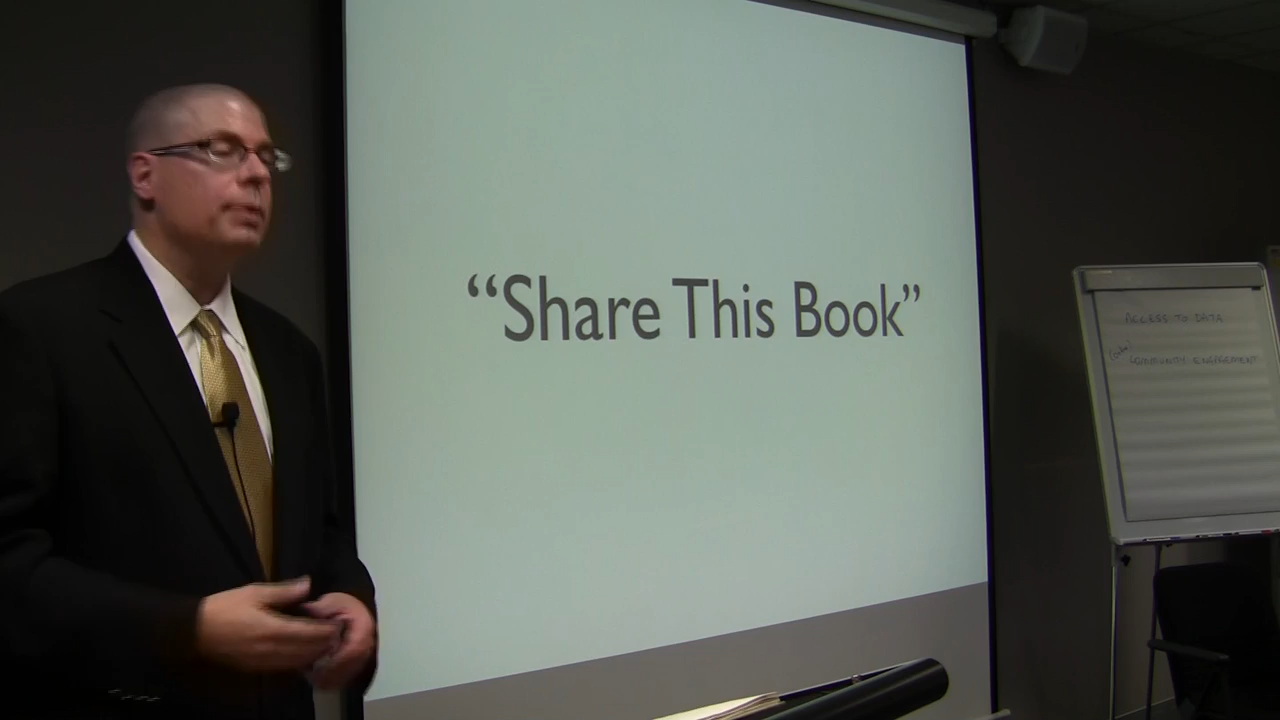 “Share This Book”
ACCESS TO DATA
COMMUNITY ENGAGEMENT